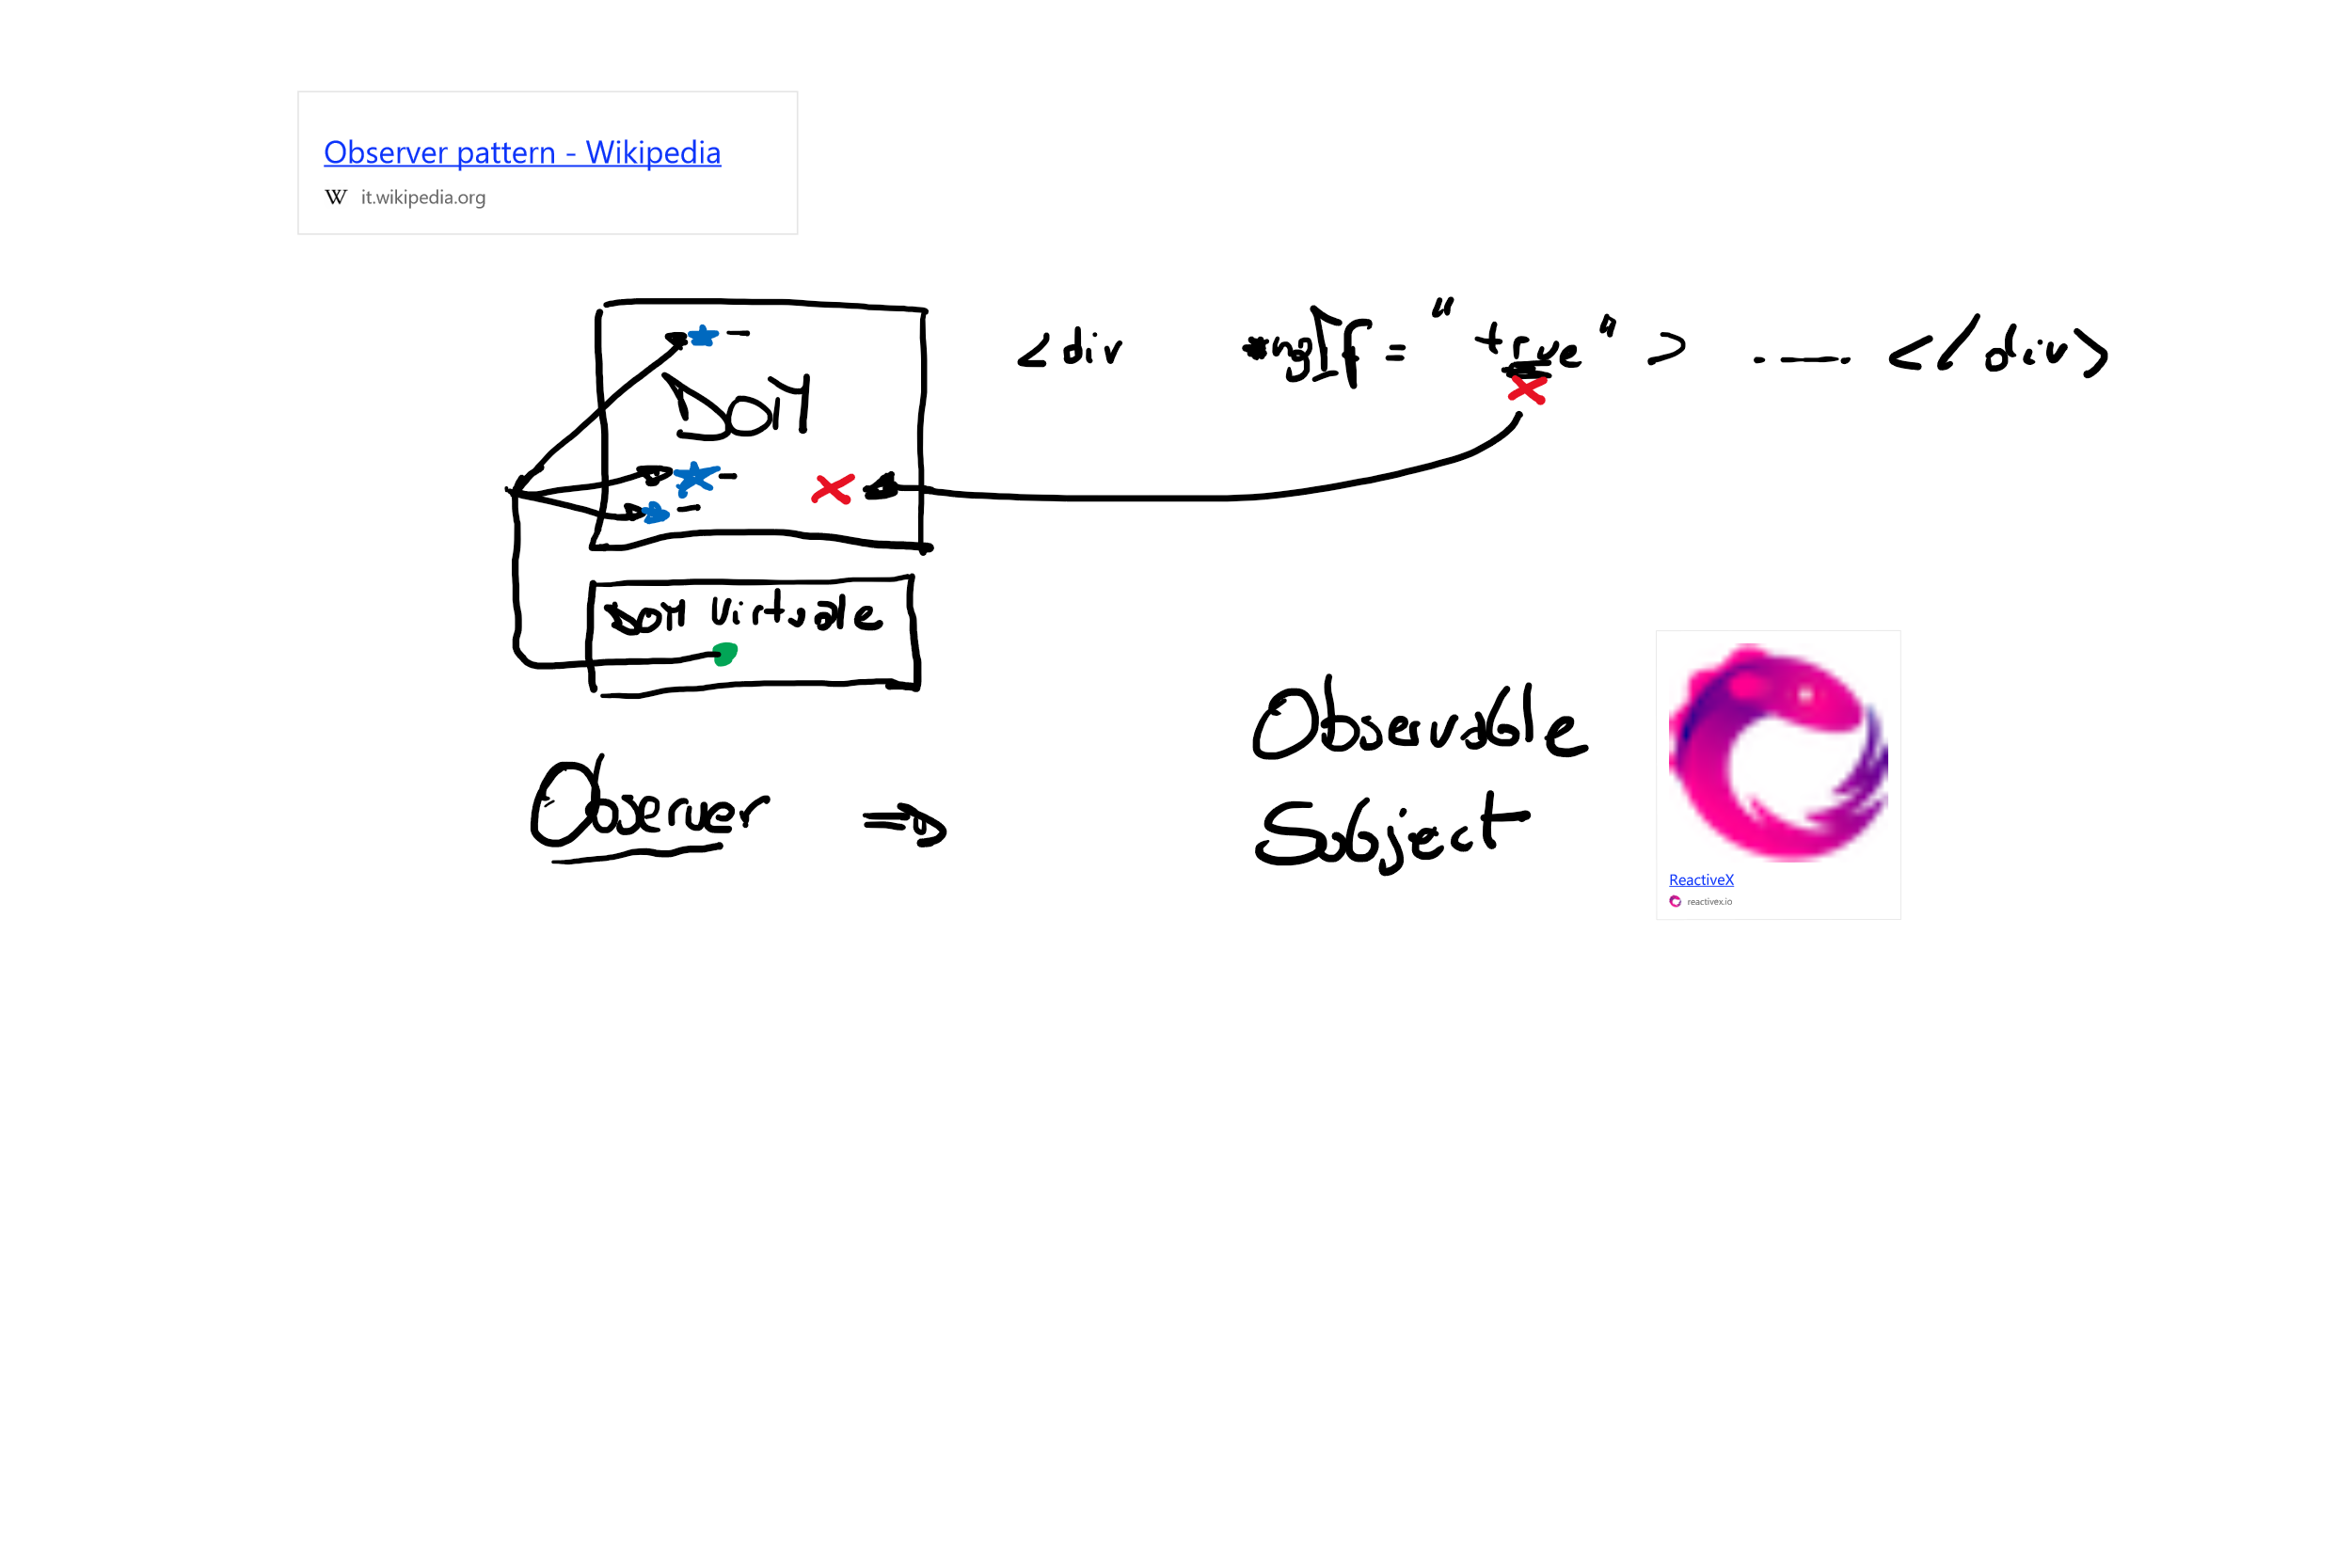 Observer pattern - Wikipedia
W it.wikipedia.org
<div *ngIf = "true" > ---- </div>
DOM
DOM Virtuale
Observable
Observer =>
Subject
ReactiveX
reactivex.io